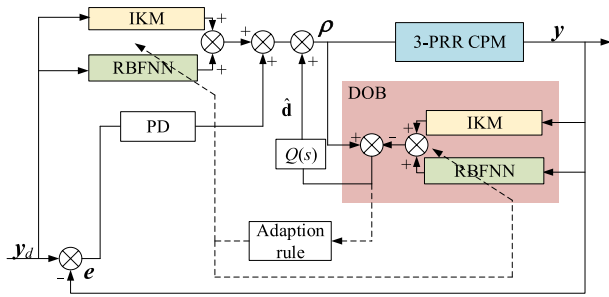 IKM
+
+
RBFNN
+
+
+
+
+
ρ
3-PRR CPM
y
d̂
DOB
PD
Q(s)
+
-
+
+
IKM
RBFNN
y_d
-
e
Adaption
rule